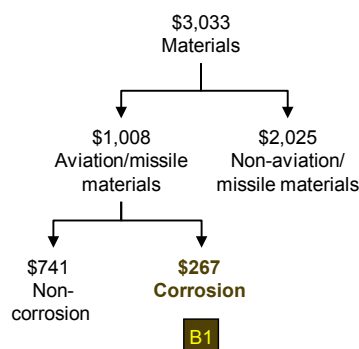 $3,033
Materials
$1,008
Aviation/missile
materials
$2,025
Non-aviation/
missile materials
$741
Non-
corrosion
$267
Corrosion
B1